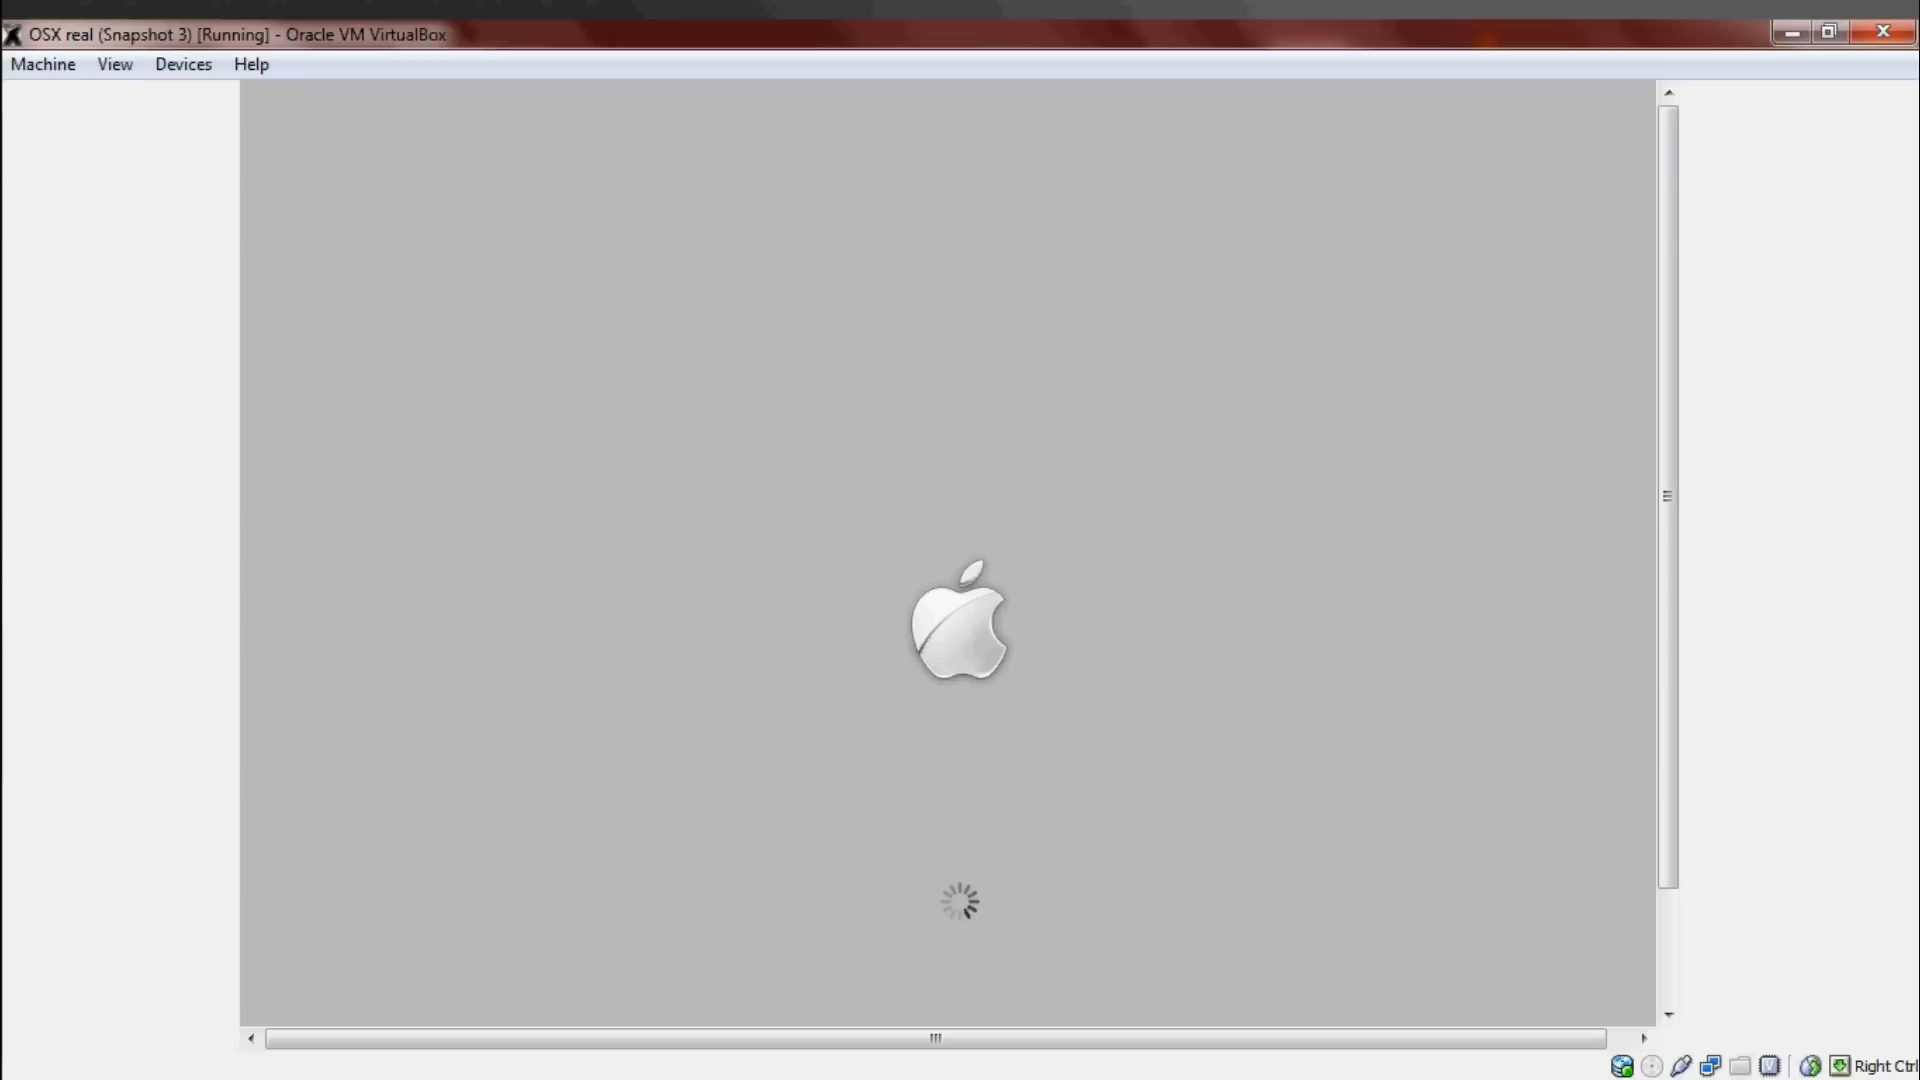 OSX real (Snapshot 3) [Running] - Oracle VM VirtualBox
Machine View Devices Help
Right Ctrl